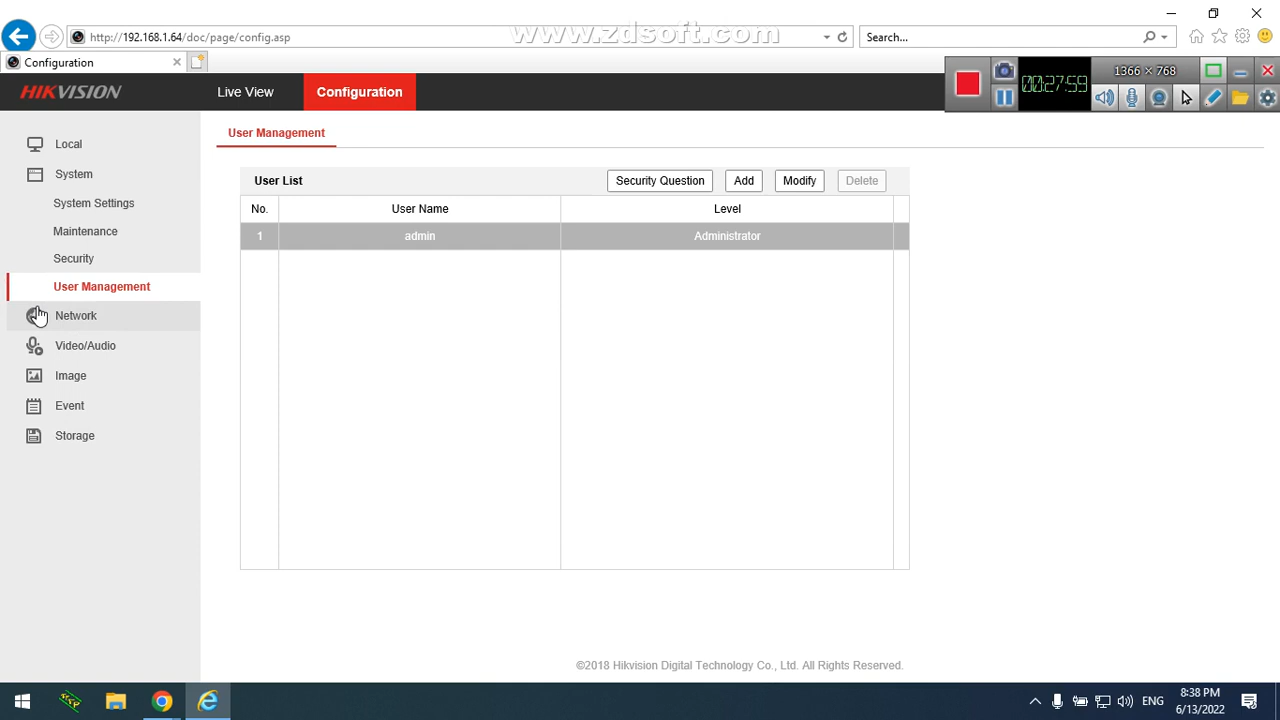 http://192.168.1.64/doc/page/config.asp
www.zdsoft.com
Search...
Configuration
1366 × 768
00:27:59
HIKVISION
Live View
Configuration
Local
System
System Settings
Maintenance
Security
User Management
Network
Video/Audio
Image
Event
Storage
User Management
User List
Security Question
Add
Modify
Delete
No.
User Name
Level
1
admin
Administrator
©2018 Hikvision Digital Technology Co., Ltd. All Rights Reserved.
ENG
8:38 PM
6/13/2022